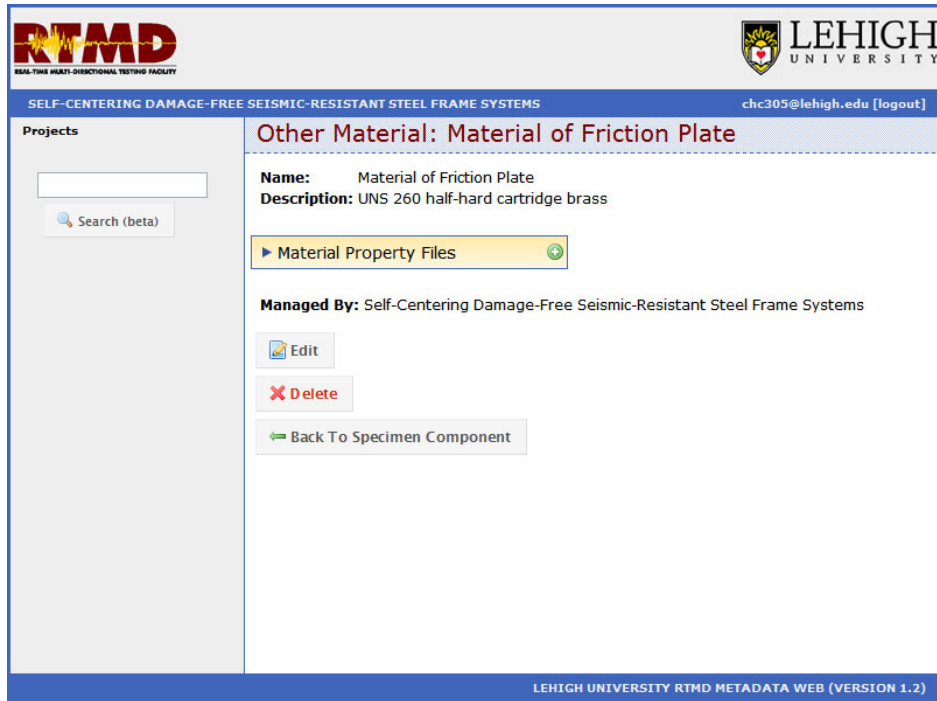 RTMD
REAL-TIME MULTI-DIRECTIONAL TESTING FACILITY
LEHIGH
UNIVERSITY
SELF-CENTERING DAMAGE-FREE SEISMIC-RESISTANT STEEL FRAME SYSTEMS
chc305@lehigh.edu [logout]
Projects
Search (beta)
Other Material: Material of Friction Plate
Name: Material of Friction Plate
Description: UNS 260 half-hard cartridge brass
Material Property Files
Managed By: Self-Centering Damage-Free Seismic-Resistant Steel Frame Systems
Edit
Delete
Back To Specimen Component
LEHIGH UNIVERSITY RTMD METADATA WEB (VERSION 1.2)